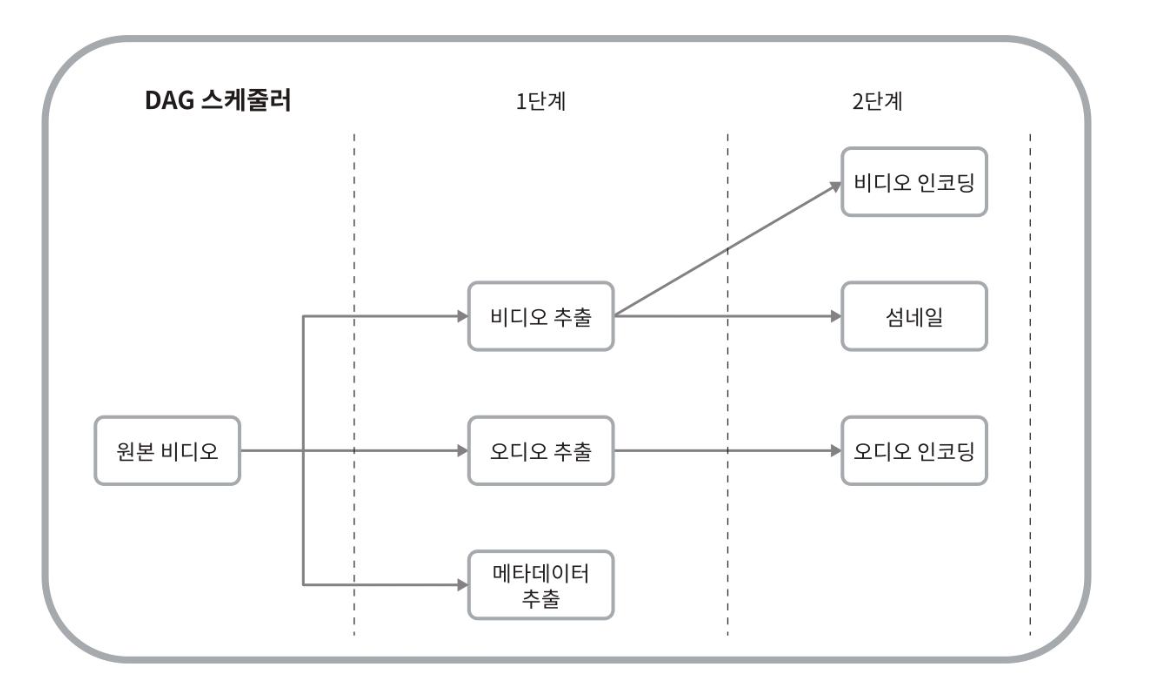 DAG 스케줄러
1단계
2단계
비디오 인코딩
비디오 추출
섬네일
원본 비디오
오디오 추출
오디오 인코딩
메타데이터
추출